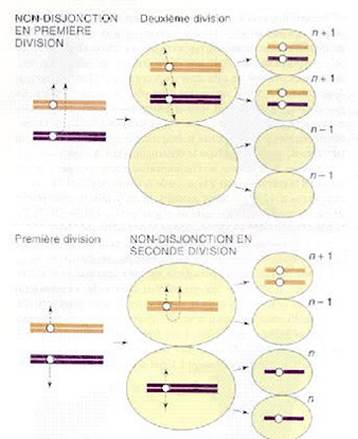 NON-DISJONCTION
EN PREMIÈRE
DIVISION
Deuxième division
n + 1
n + 1
n − 1
n − 1
Première division
NON-DISJONCTION EN
SECONDE DIVISION
n + 1
n − 1
n
n